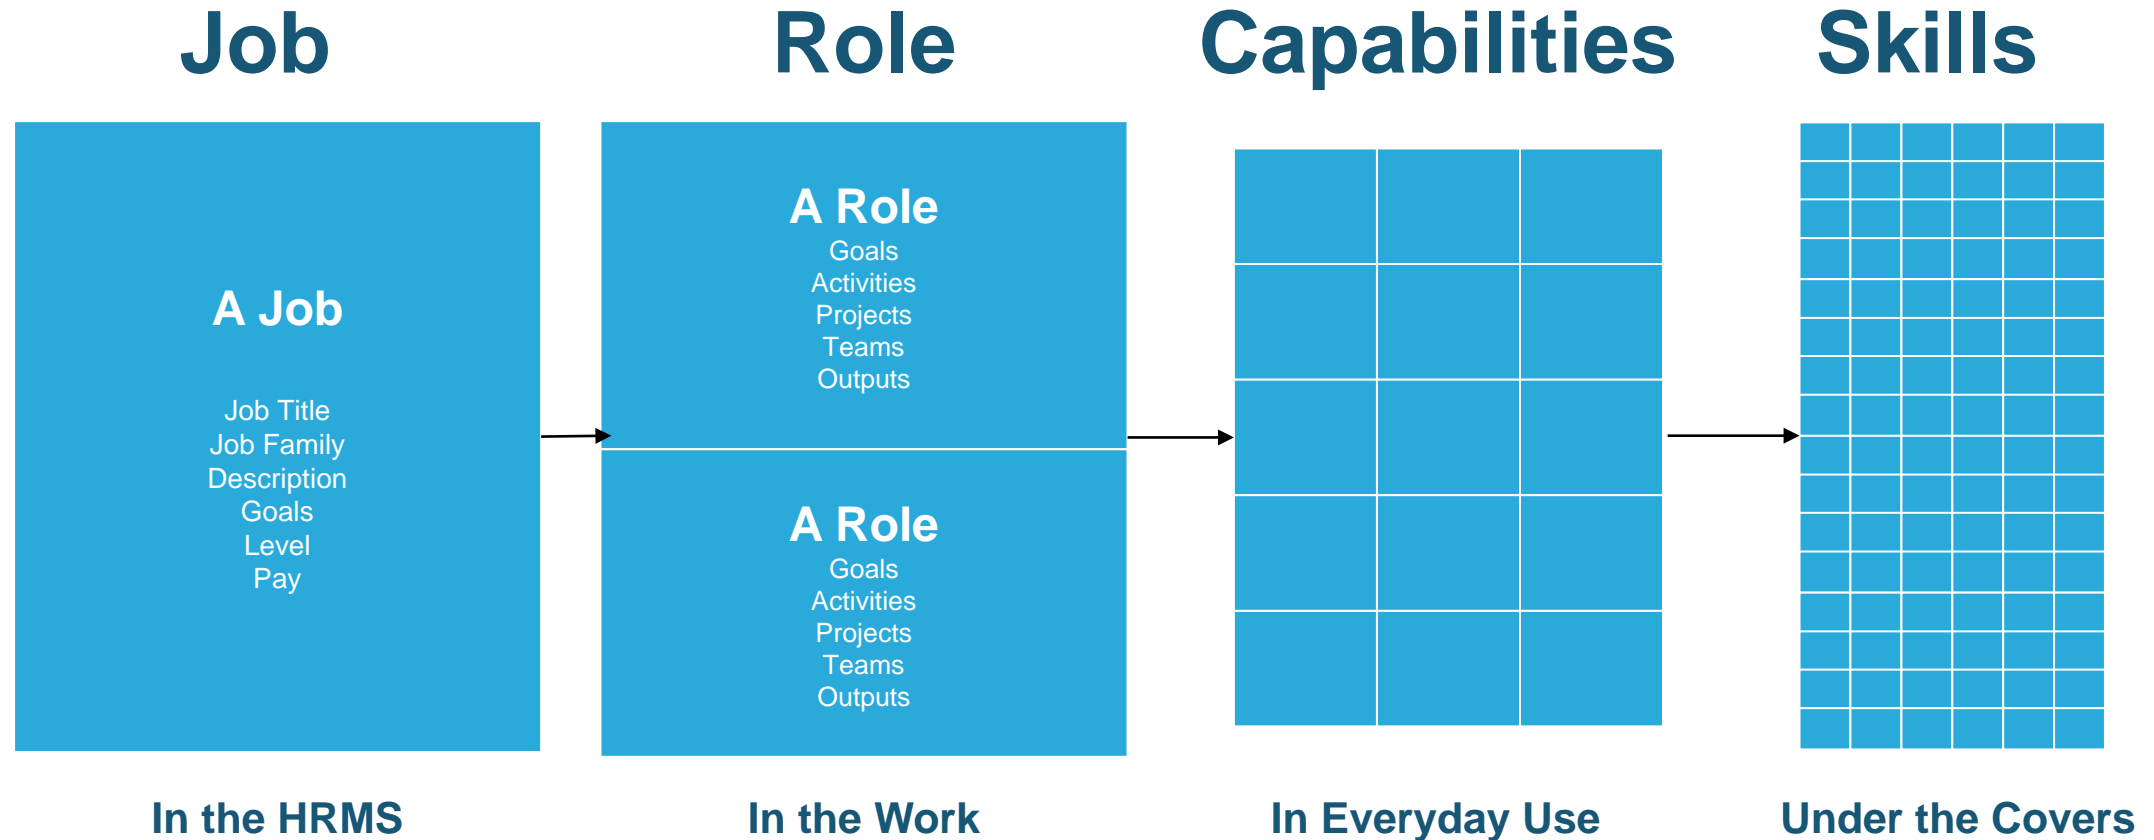 Job
Role
Capabilities
Skills
A Job
Job Title
Job Family
Description
Goals
Level
Pay
A Role
Goals
Activities
Projects
Teams
Outputs
A Role
Goals
Activities
Projects
Teams
Outputs
In the HRMS
In the Work
In Everyday Use
Under the Covers